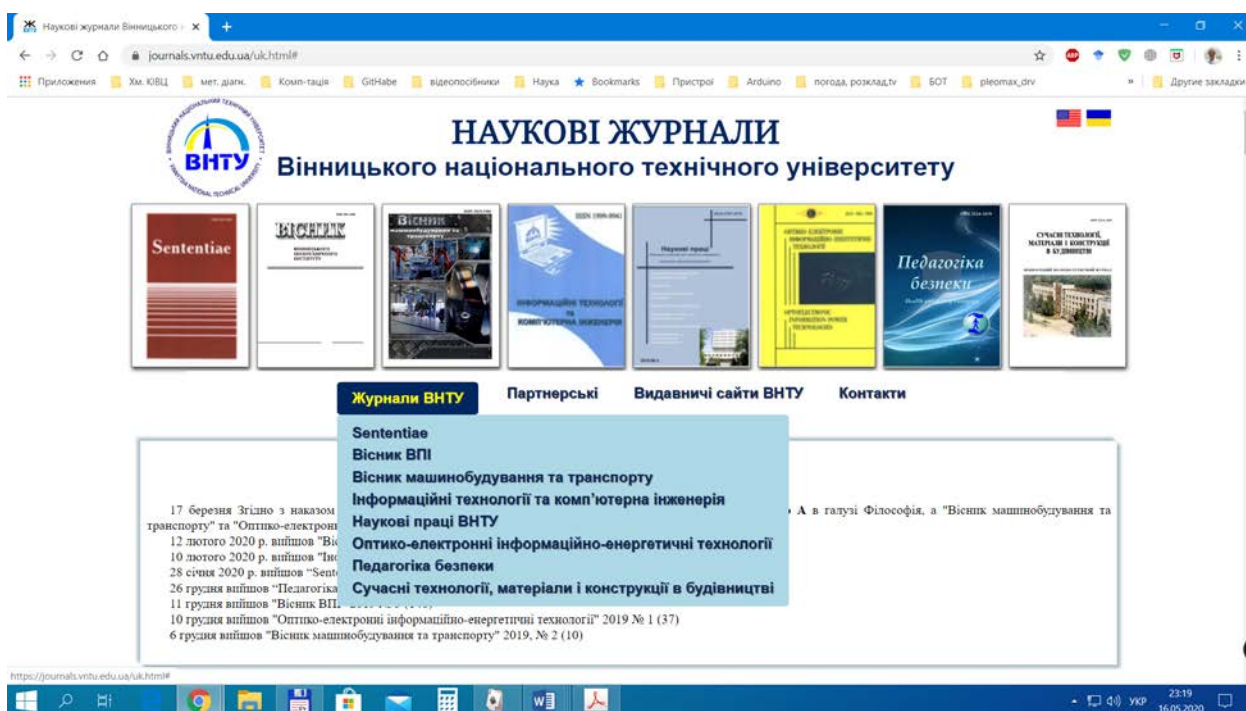 Наукові журнали Вінницького
journals.vntu.edu.ua/uk.html#
Приложения Хм. КІВЦ мет. діагн. Комп-тація GitHabe відеопосібники Наука Bookmarks Пристрої Arduino погода, розклад,tv БОТ pleomax_drv » Другие закладки
ВНТУ
НАУКОВІ ЖУРНАЛИ
Вінницького національного технічного університету
Sententiae
ВІСНИК
Вісник
машинобудування та
транспорту
ІНФОРМАЦІЙНІ ТЕХНОЛОГІЇ
ТА
КОМП'ЮТЕРНА ІНЖЕНЕРІЯ
Наукові праці
Педагогіка
безпеки
СУЧАСНІ ТЕХНОЛОГІЇ,
МАТЕРІАЛИ І КОНСТРУКЦІЇ
В БУДІВНИЦТВІ
Журнали ВНТУ Партнерські Видавничі сайти ВНТУ Контакти
Sententiae
Вісник ВПІ
Вісник машинобудування та транспорту
Інформаційні технології та комп’ютерна інженерія
Наукові праці ВНТУ
Оптико-електронні інформаційно-енергетичні технології
Педагогіка безпеки
Сучасні технології, матеріали і конструкції в будівництві
17 березня Згідно з наказом А в галузі Філософія, а "Вісник машинобудування та
транспорту" та "Оптико-електронн
12 лютого 2020 р. вийшов "Віс
10 лютого 2020 р. вийшов "Інс
28 січня 2020 р. вийшов “Sente
26 грудня вийшов “Педагогіка
11 грудня вийшов "Вісник ВПІ
10 грудня вийшов "Оптико-електронні інформаційно-енергетичні технології" 2019 № 1 (37)
6 грудня вийшов "Вісник машинобудування та транспорту" 2019, № 2 (10)
https://journals.vntu.edu.ua/uk.html#
УКР 23:19
16.05.2020